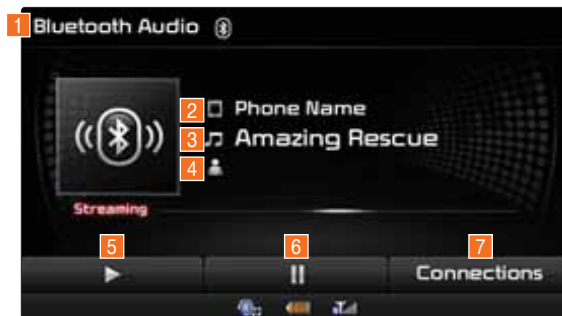 1 Bluetooth Audio
2 Phone Name
3 Amazing Rescue
4
Streaming
5 6 7
Connections